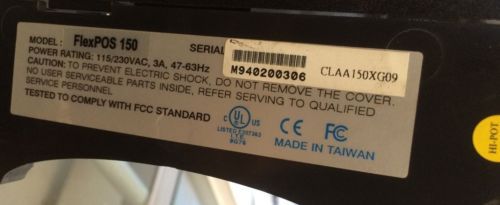 MODEL: FlexPOS 150 SERIAL
M940200306 CLAA150XG09
POWER RATING: 115/230VAC, 3A, 47-63Hz
CAUTION: TO PREVENT ELECTRIC SHOCK, DO NOT REMOVE THE COVER.
NO USER-SERVICEABLE PARTS INSIDE, REFER SERVING TO QUALIFIED
SERVICE PERSONNEL
TESTED TO COMPLY WITH FCC STANDARD
C UL US CE FC
LISTED
I.T.E.
MADE IN TAIWAN
HI-POT